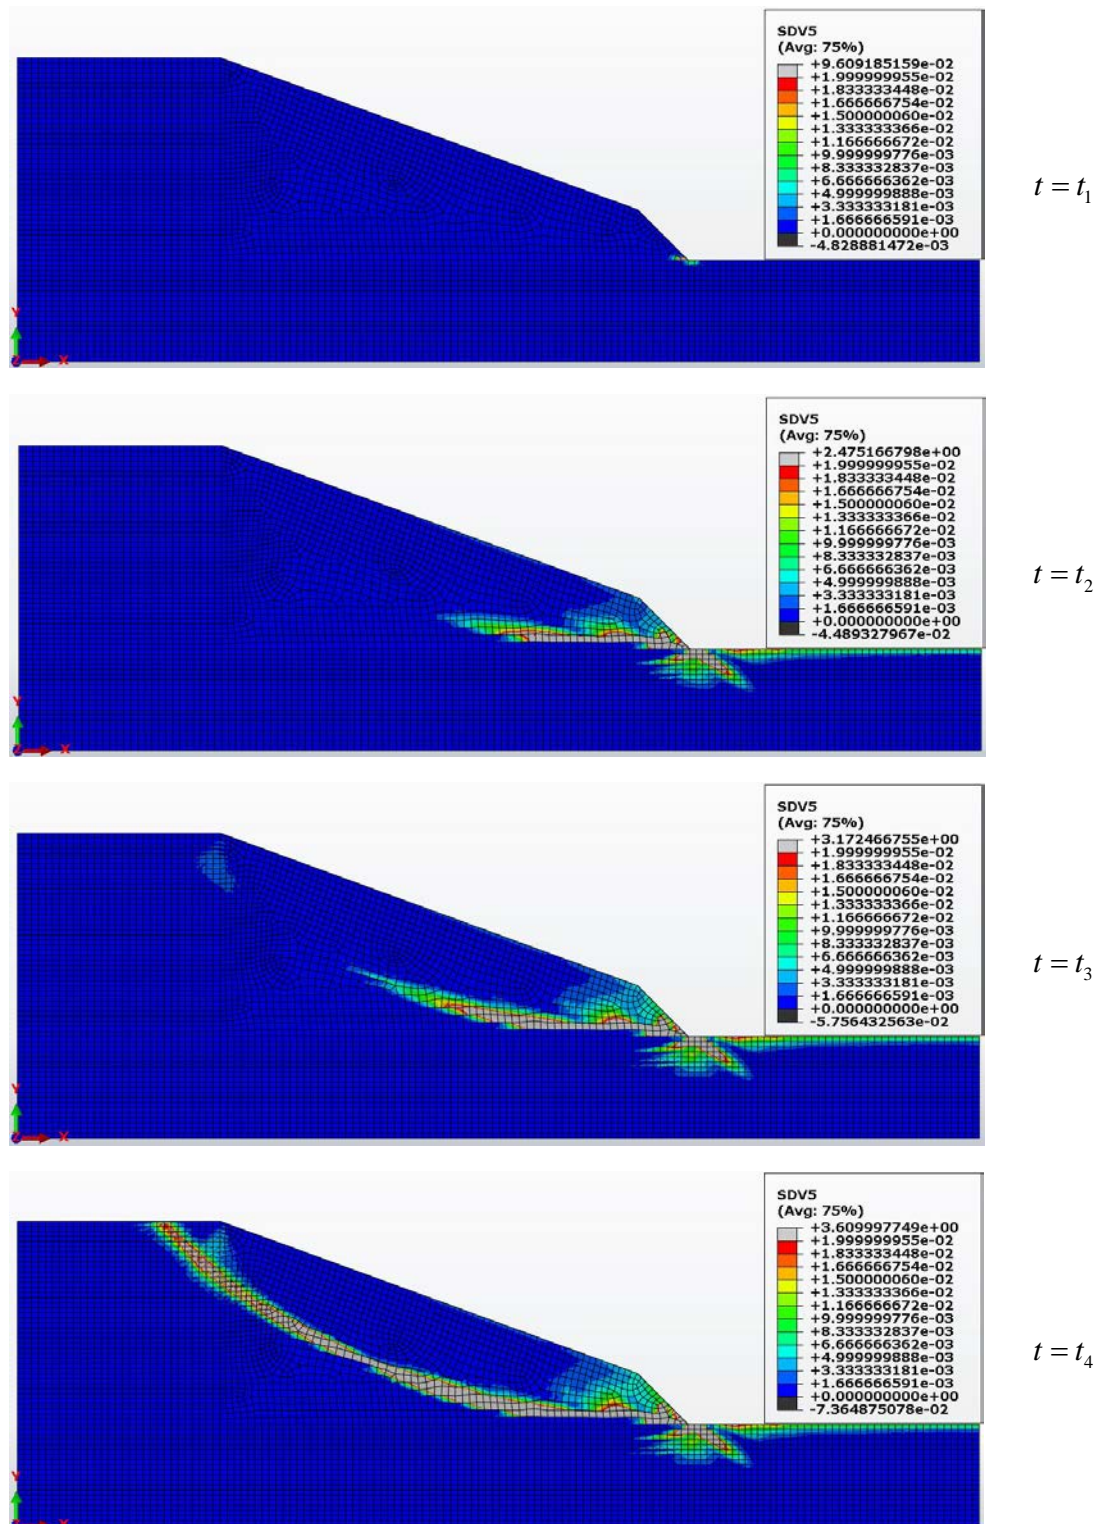 SDV5
(Avg: 75%)
+9.609185159e-02
+1.999999955e-02
+1.833333448e-02
+1.666666754e-02
+1.500000060e-02
+1.333333366e-02
+1.166666672e-02
+9.999999776e-03
+8.333332837e-03
+6.666666362e-03
+4.999999888e-03
+3.333333181e-03
+1.666666591e-03
+0.000000000e+00
-4.828881472e-03
t = t1
Y
Z X
SDV5
(Avg: 75%)
+2.475166798e+00
+1.999999955e-02
+1.833333448e-02
+1.666666754e-02
+1.500000060e-02
+1.333333366e-02
+1.166666672e-02
+9.999999776e-03
+8.333332837e-03
+6.666666362e-03
+4.999999888e-03
+3.333333181e-03
+1.666666591e-03
+0.000000000e+00
-4.489327967e-02
t = t2
Y
Z X
SDV5
(Avg: 75%)
+3.172466755e+00
+1.999999955e-02
+1.833333448e-02
+1.666666754e-02
+1.500000060e-02
+1.333333366e-02
+1.166666672e-02
+9.999999776e-03
+8.333332837e-03
+6.666666362e-03
+4.999999888e-03
+3.333333181e-03
+1.666666591e-03
+0.000000000e+00
-5.756432563e-02
t = t3
Y
Z X
SDV5
(Avg: 75%)
+3.609997749e+00
+1.999999955e-02
+1.833333448e-02
+1.666666754e-02
+1.500000060e-02
+1.333333366e-02
+1.166666672e-02
+9.999999776e-03
+8.333332837e-03
+6.666666362e-03
+4.999999888e-03
+3.333333181e-03
+1.666666591e-03
+0.000000000e+00
-7.364875078e-02
t = t4
Y
X